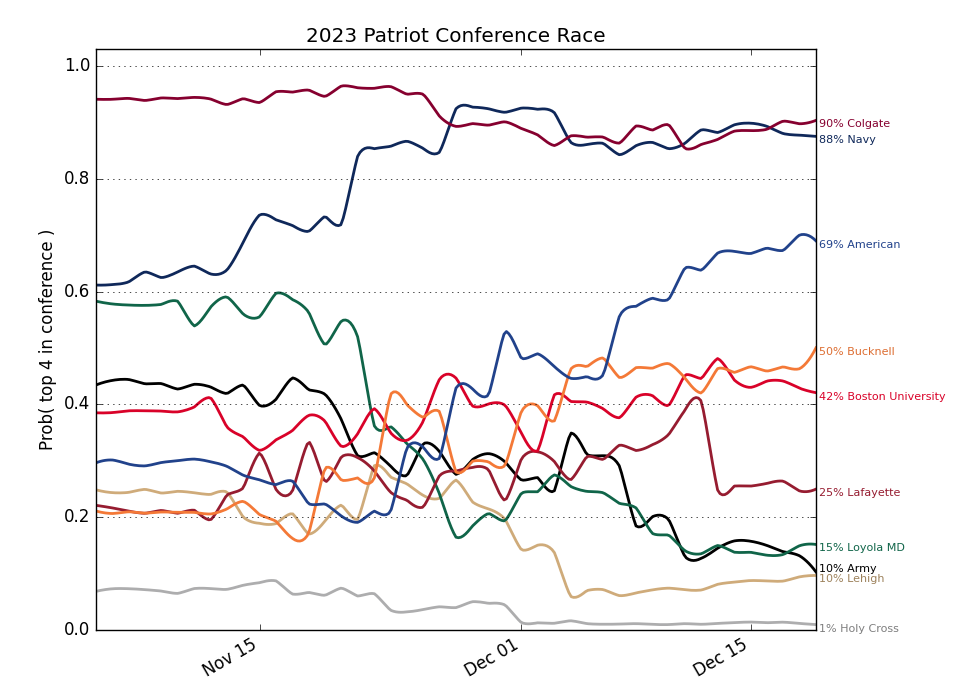 2023 Patriot Conference Race
Prob( top 4 in conference )
1.0
0.8
0.6
0.4
0.2
0.0
Nov 15
Dec 01
Dec 15
90% Colgate
88% Navy
69% American
50% Bucknell
42% Boston University
25% Lafayette
15% Loyola MD
10% Army
10% Lehigh
1% Holy Cross